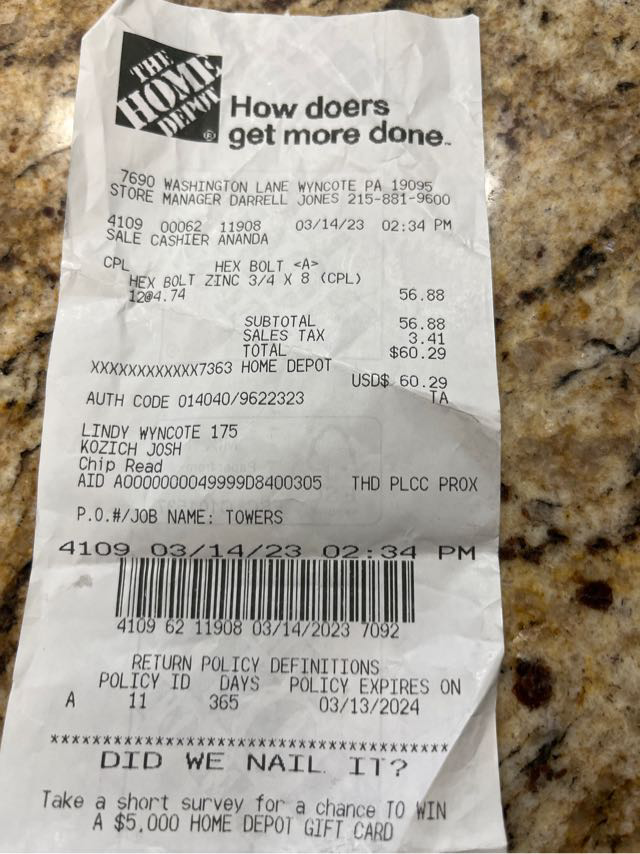 THE
HOME
DEPOT
®
How doers
get more done™
7690 WASHINGTON LANE WYNCOTE PA 19095
STORE MANAGER DARRELL JONES 215-881-9600
4109 00062 11908 03/14/23 02:34 PM
SALE CASHIER ANANDA
CPL HEX BOLT <A>
HEX BOLT ZINC 3/4 X 8 (CPL)
12@4.74 56.88
SUBTOTAL 56.88
SALES TAX 3.41
TOTAL $60.29
XXXXXXXXXXXX7363 HOME DEPOT
USD$ 60.29
AUTH CODE 014040/9622323 TA
LINDY WYNCOTE 175
KOZICH JOSH
Chip Read
AID A0000000049999D8400305 THD PLCC PROX
P.O.#/JOB NAME: TOWERS
4109 03/14/23 02:34 PM
4109 62 11908 03/14/2023 7092
RETURN POLICY DEFINITIONS
POLICY ID DAYS POLICY EXPIRES ON
A 11 365 03/13/2024
******************************************
DID WE NAIL IT?
Take a short survey for a chance TO WIN
A $5,000 HOME DEPOT GIFT CARD